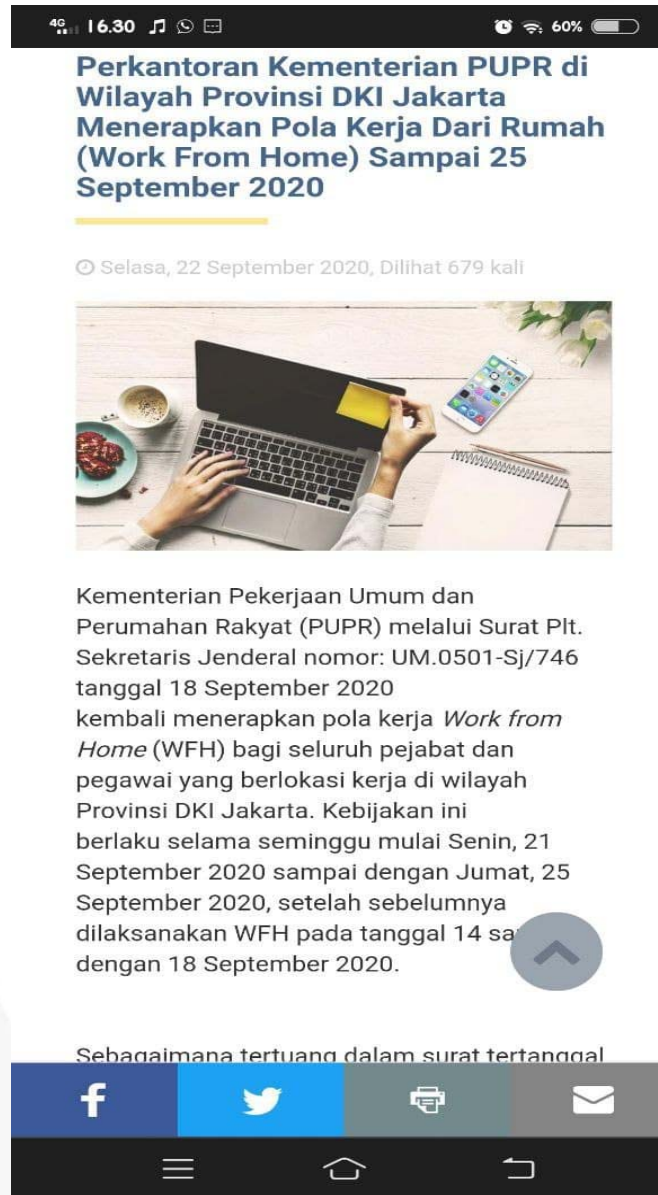 4G 16.30 60%
Perkantoran Kementerian PUPR di
Wilayah Provinsi DKI Jakarta
Menerapkan Pola Kerja Dari Rumah
(Work From Home) Sampai 25
September 2020
Selasa, 22 September 2020, Dilihat 679 kali
Kementerian Pekerjaan Umum dan
Perumahan Rakyat (PUPR) melalui Surat Plt.
Sekretaris Jenderal nomor: UM.0501-Sj/746
tanggal 18 September 2020
kembali menerapkan pola kerja Work from
Home (WFH) bagi seluruh pejabat dan
pegawai yang berlokasi kerja di wilayah
Provinsi DKI Jakarta. Kebijakan ini
berlaku selama seminggu mulai Senin, 21
September 2020 sampai dengan Jumat, 25
September 2020, setelah sebelumnya
dilaksanakan WFH pada tanggal 14
dengan 18 September 2020.
Sebagaimana tertuang dalam surat tertanggal